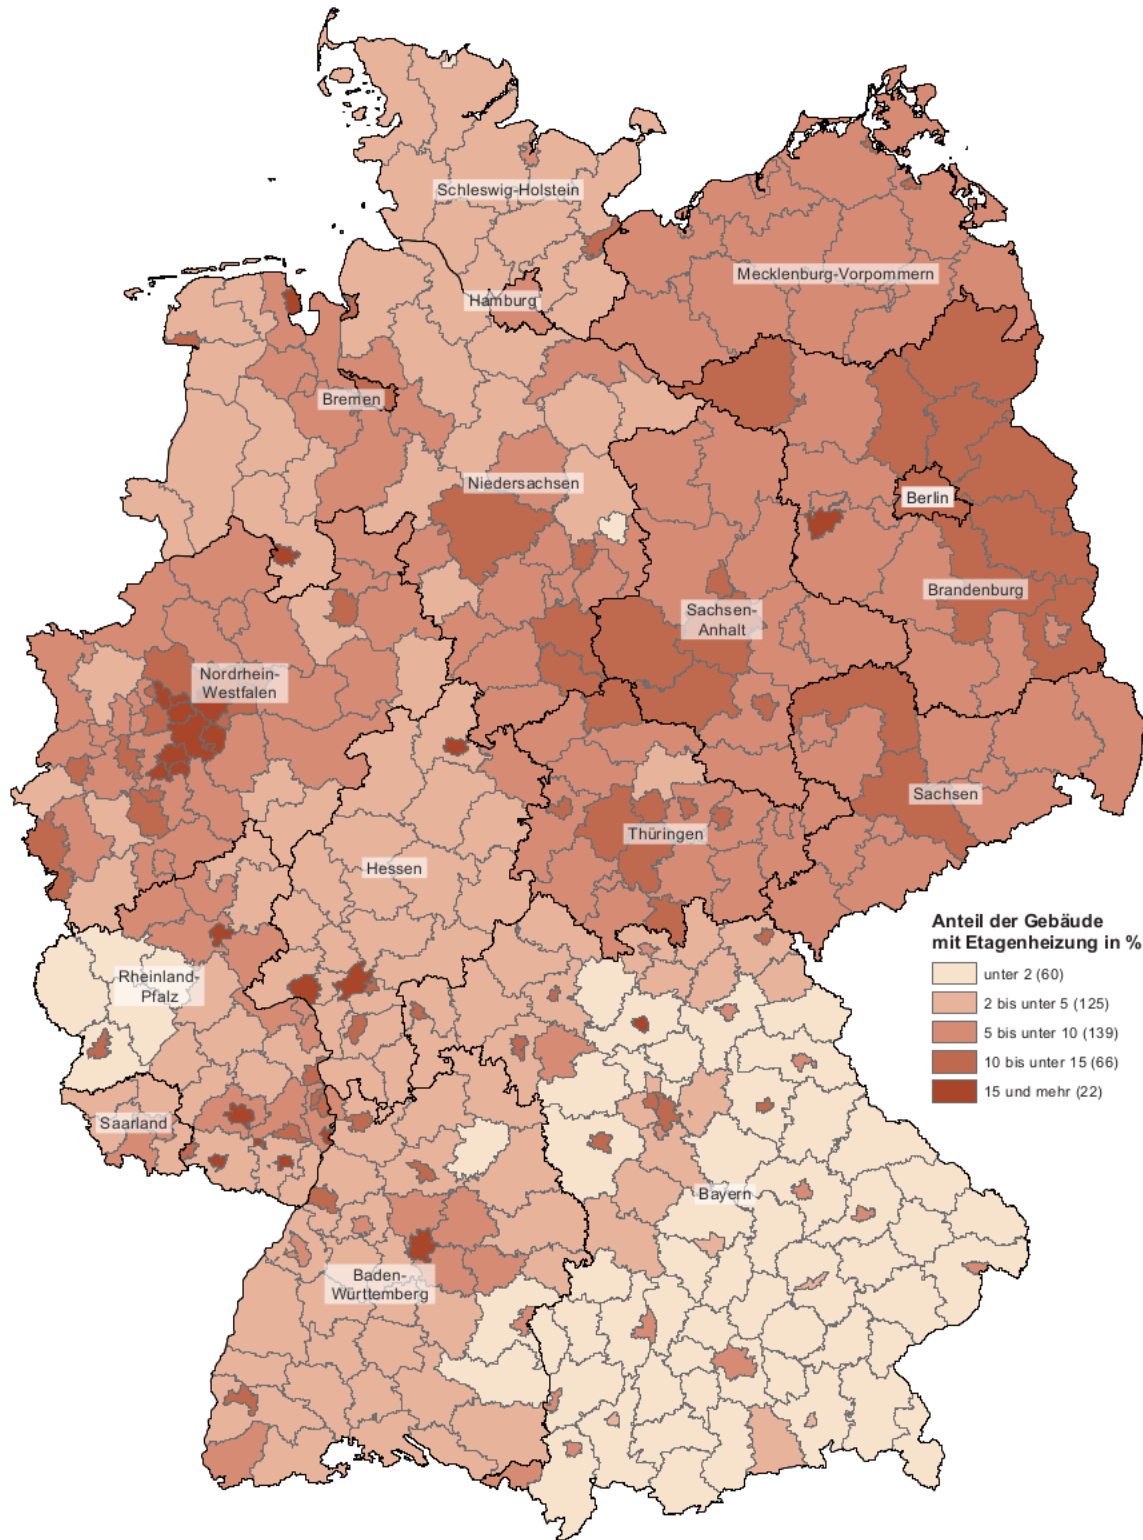 Schleswig-Holstein
Mecklenburg-Vorpommern
Hamburg
Bremen
Niedersachsen
Berlin
Brandenburg
Sachsen-
Anhalt
Nordrhein-
Westfalen
Sachsen
Thüringen
Hessen
Rheinland-
Pfalz
Saarland
Bayern
Baden-
Württemberg
Anteil der Gebäude
mit Etagenheizung in %
unter 2 (60)
2 bis unter 5 (125)
5 bis unter 10 (139)
10 bis unter 15 (66)
15 und mehr (22)